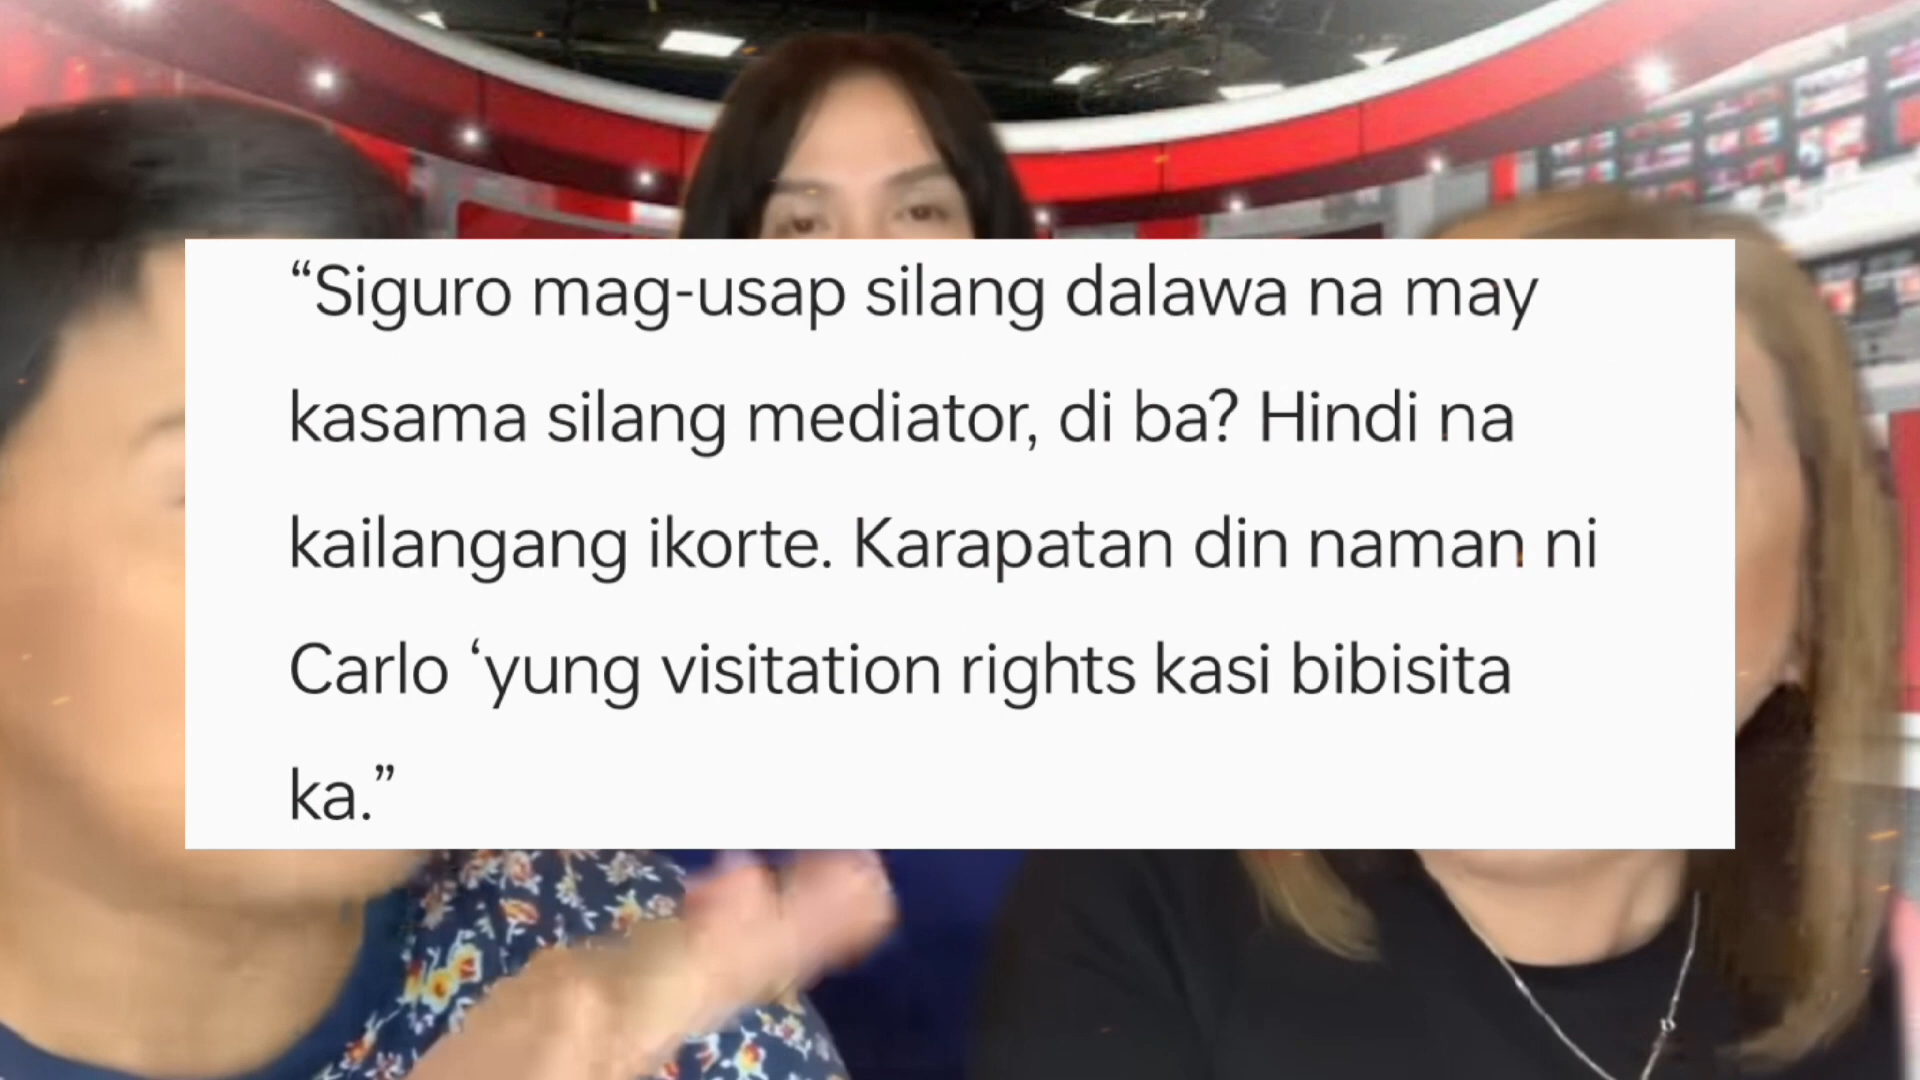 “Siguro mag-usap silang dalawa na may
kasama silang mediator, di ba? Hindi na
kailangang ikorte. Karapatan din naman ni
Carlo ‘yung visitation rights kasi bibisita
ka.”